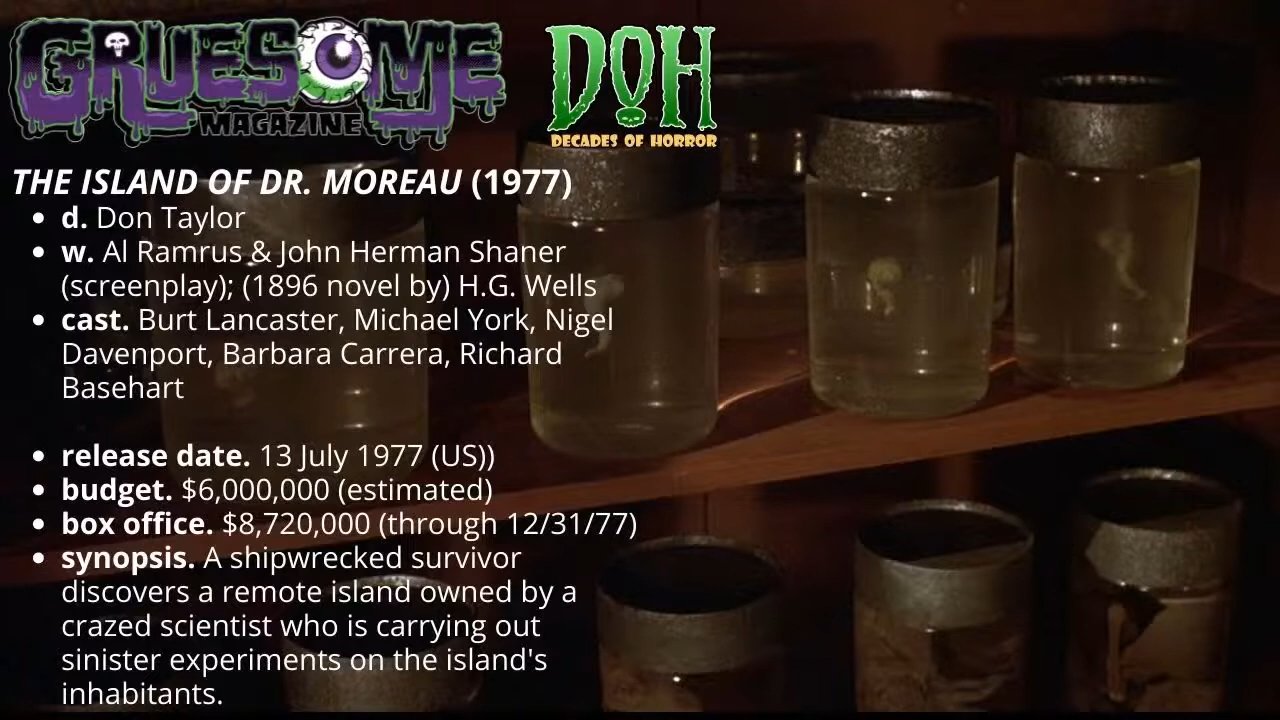 GRUESOME
MAGAZINE
DOH
DECADES OF HORROR
THE ISLAND OF DR. MOREAU (1977)
• d. Don Taylor
• w. Al Ramrus & John Herman Shaner
(screenplay); (1896 novel by) H.G. Wells
• cast. Burt Lancaster, Michael York, Nigel
Davenport, Barbara Carrera, Richard
Basehart
• release date. 13 July 1977 (US))
• budget. $6,000,000 (estimated)
• box office. $8,720,000 (through 12/31/77)
• synopsis. A shipwrecked survivor
discovers a remote island owned by a
crazed scientist who is carrying out
sinister experiments on the island's
inhabitants.